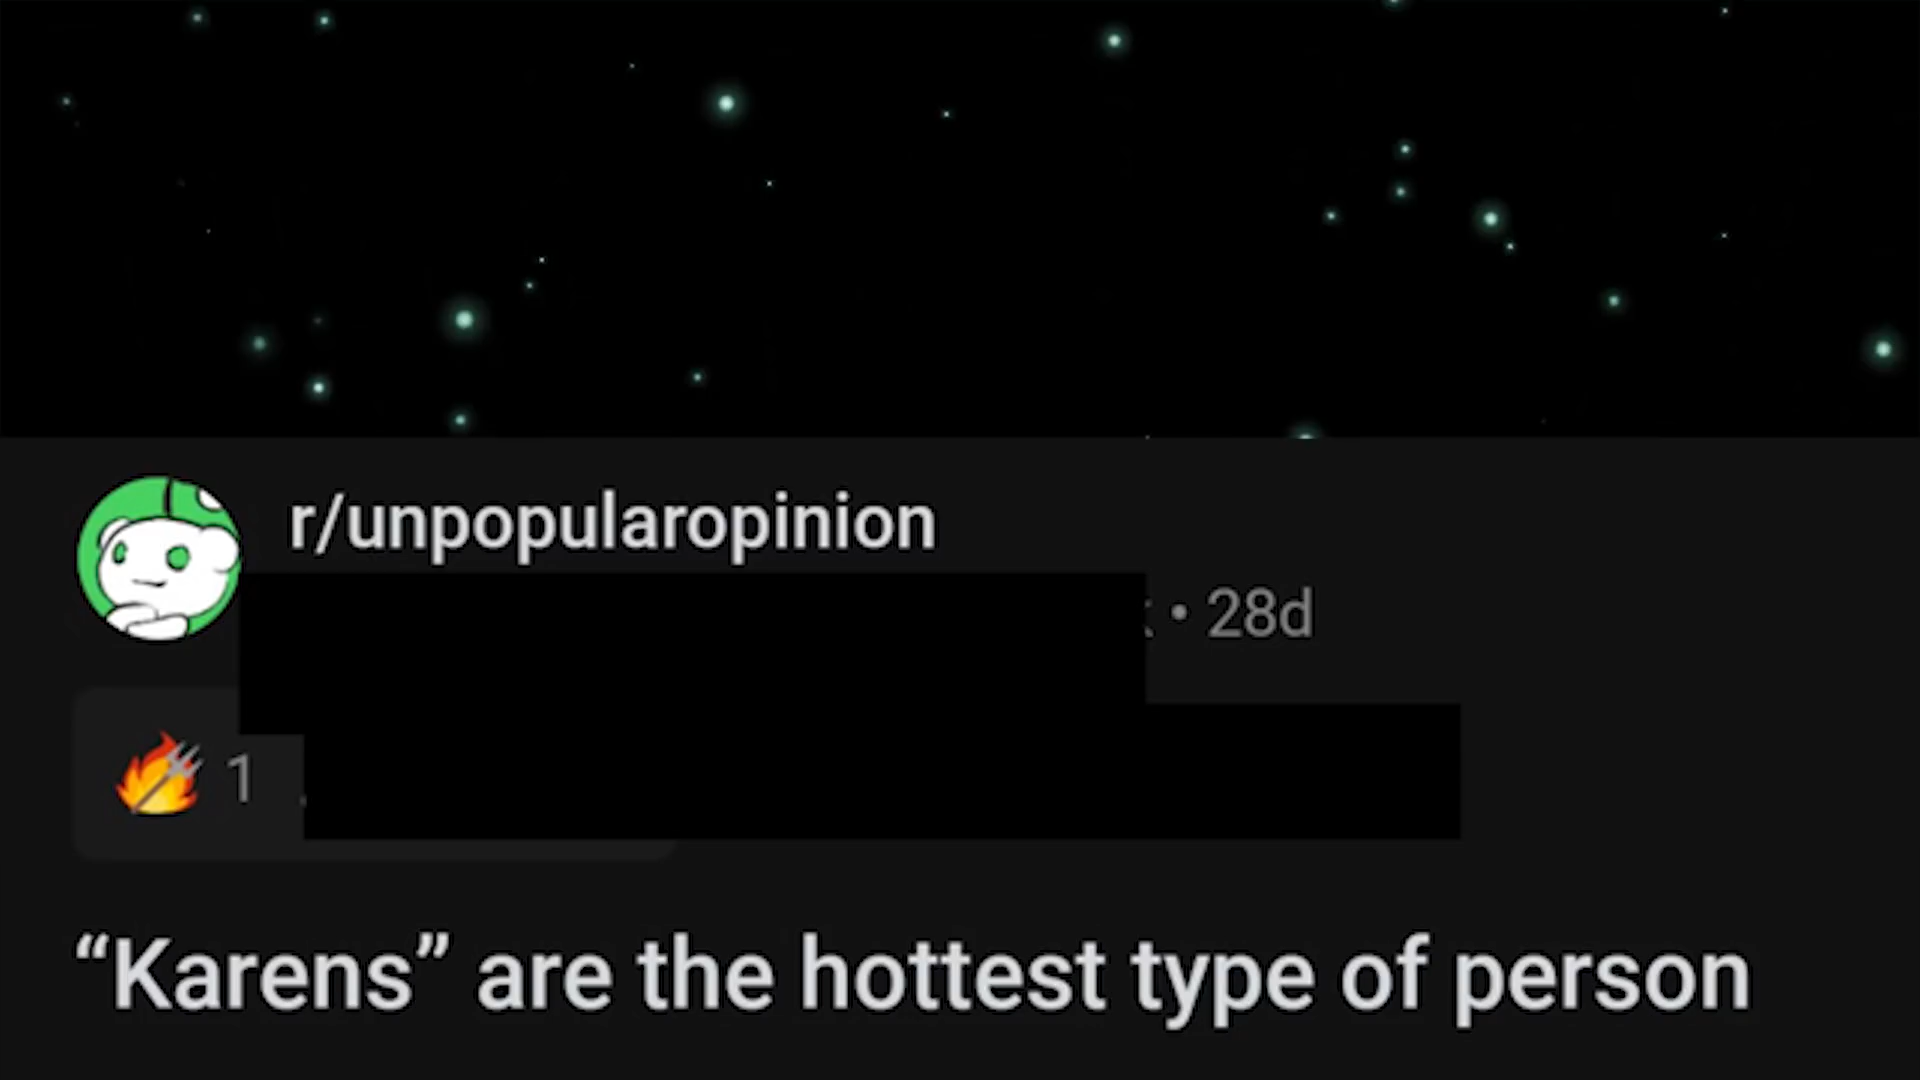 r/unpopularopinion
• 28d
1
“Karens” are the hottest type of person